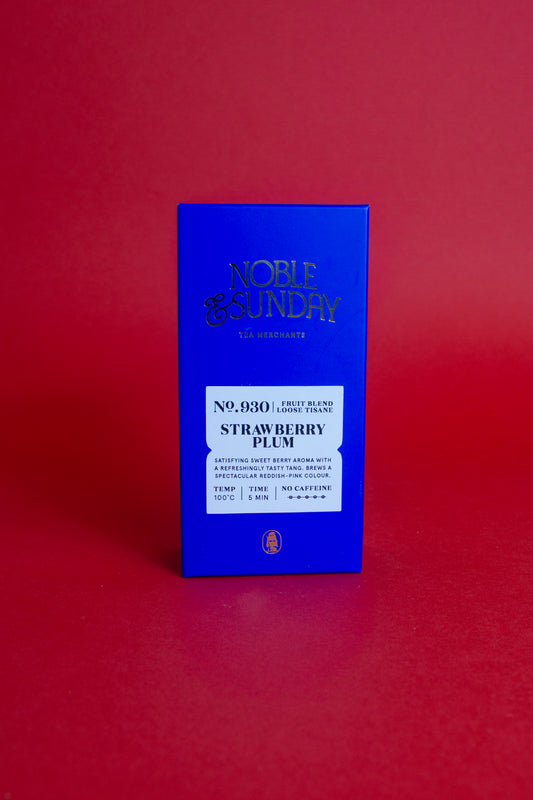 NOBLE
& SUNDAY
TEA MERCHANTS
No. 930 | FRUIT BLEND
LOOSE TISANE
STRAWBERRY
PLUM
SATISFYING SWEET BERRY AROMA WITH
A REFRESHINGLY TASTY TANG. BREWS A
SPECTACULAR REDDISH-PINK COLOUR.
TEMP | TIME | NO CAFFEINE
100°C | 5 MIN